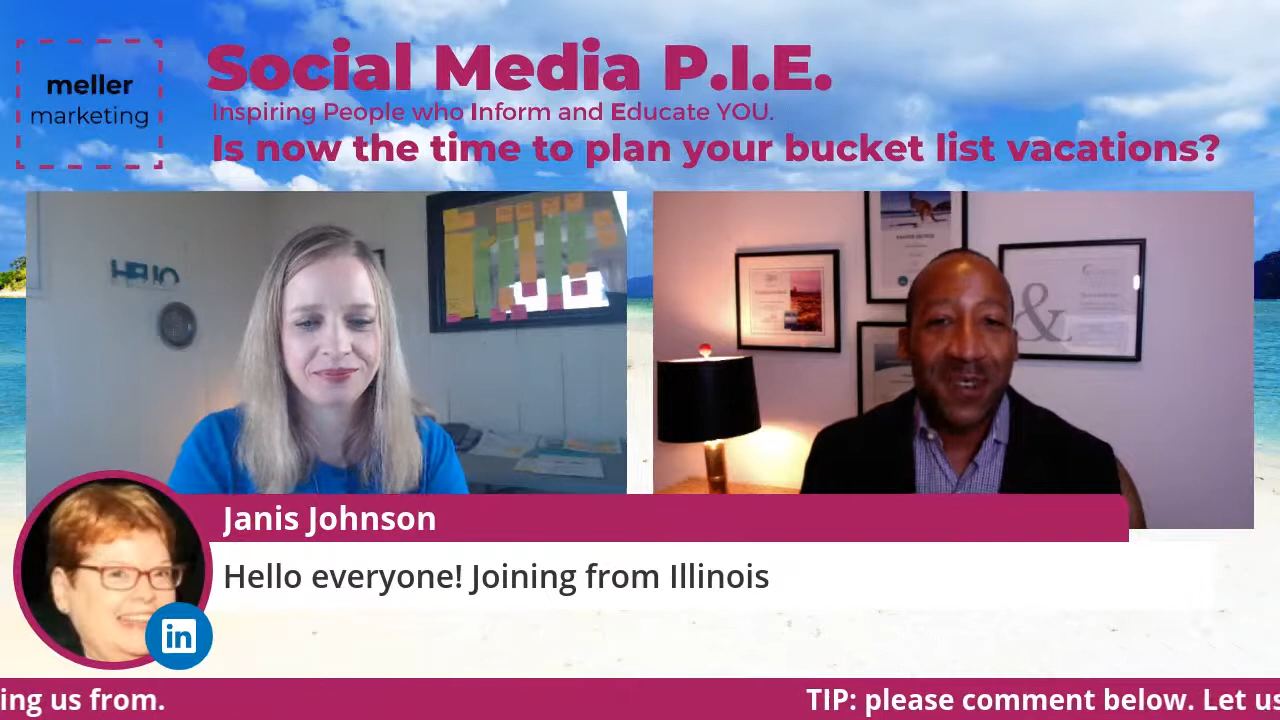 meller
marketing
Social Media P.I.E.
Inspiring People who Inform and Educate YOU.
Is now the time to plan your bucket list vacations?
HELLO
&
Janis Johnson
Hello everyone! Joining from Illinois
in
ing us from.
TIP: please comment below. Let us